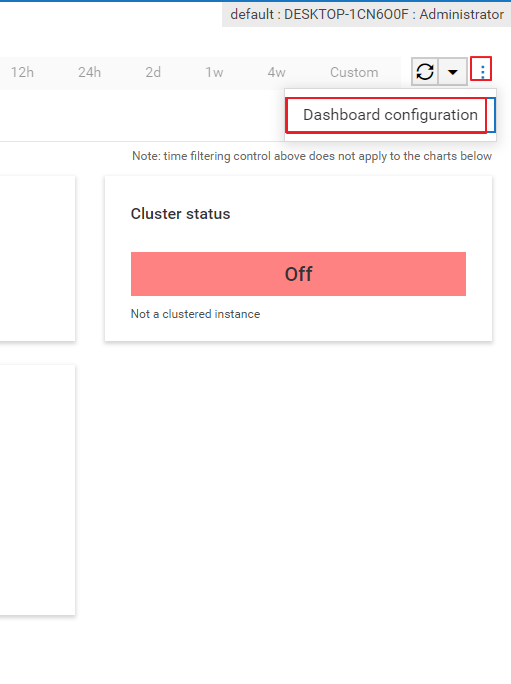 default : DESKTOP-1CN6O0F : Administrator
12h 24h 2d 1w 4w Custom
Dashboard configuration
Note: time filtering control above does not apply to the charts below
Cluster status
Off
Not a clustered instance